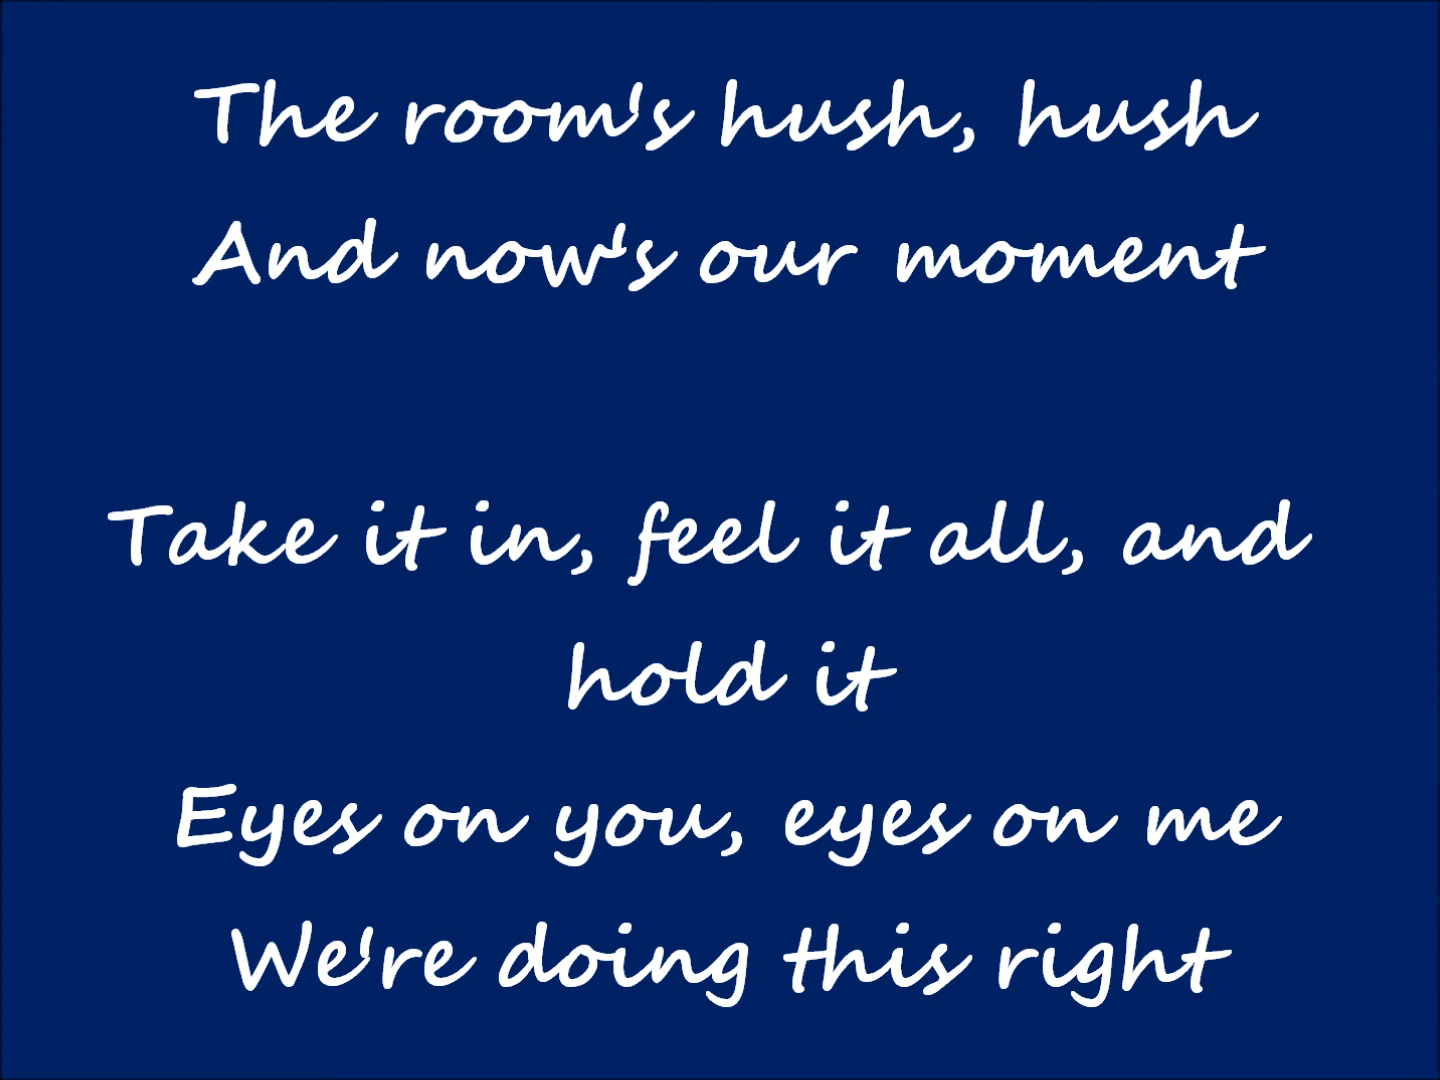 The room's hush, hush
And now's our moment
Take it in, feel it all, and
hold it
Eyes on you, eyes on me
We're doing this right